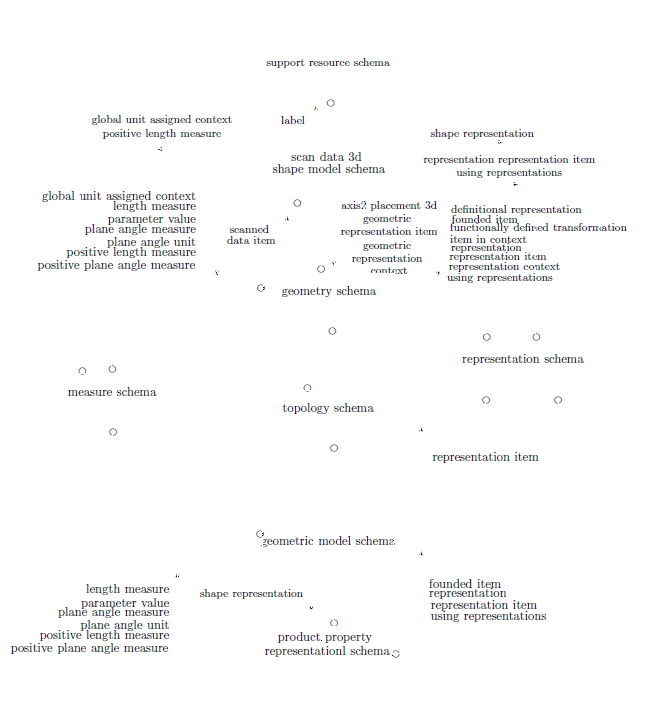 support resource schema
global unit assigned context
positive length measure
label
shape representation
scan data 3d
shape model schema
representation representation item
using representations
global unit assigned context
length measure
parameter value
plane angle measure
plane angle unit
positive length measure
positive plane angle measure
scanned
data item
axis2 placement 3d
geometric
representation item
geometric
representation
context
definitional representation
founded item
functionally defined transformation
item in context
representation
representation item
representation context
using representations
geometry schema
representation schema
measure schema
topology schema
representation item
geometric model schema
length measure
parameter value
plane angle measure
plane angle unit
positive length measure
positive plane angle measure
shape representation
founded item
representation
representation item
using representations
product. property
representationl schema